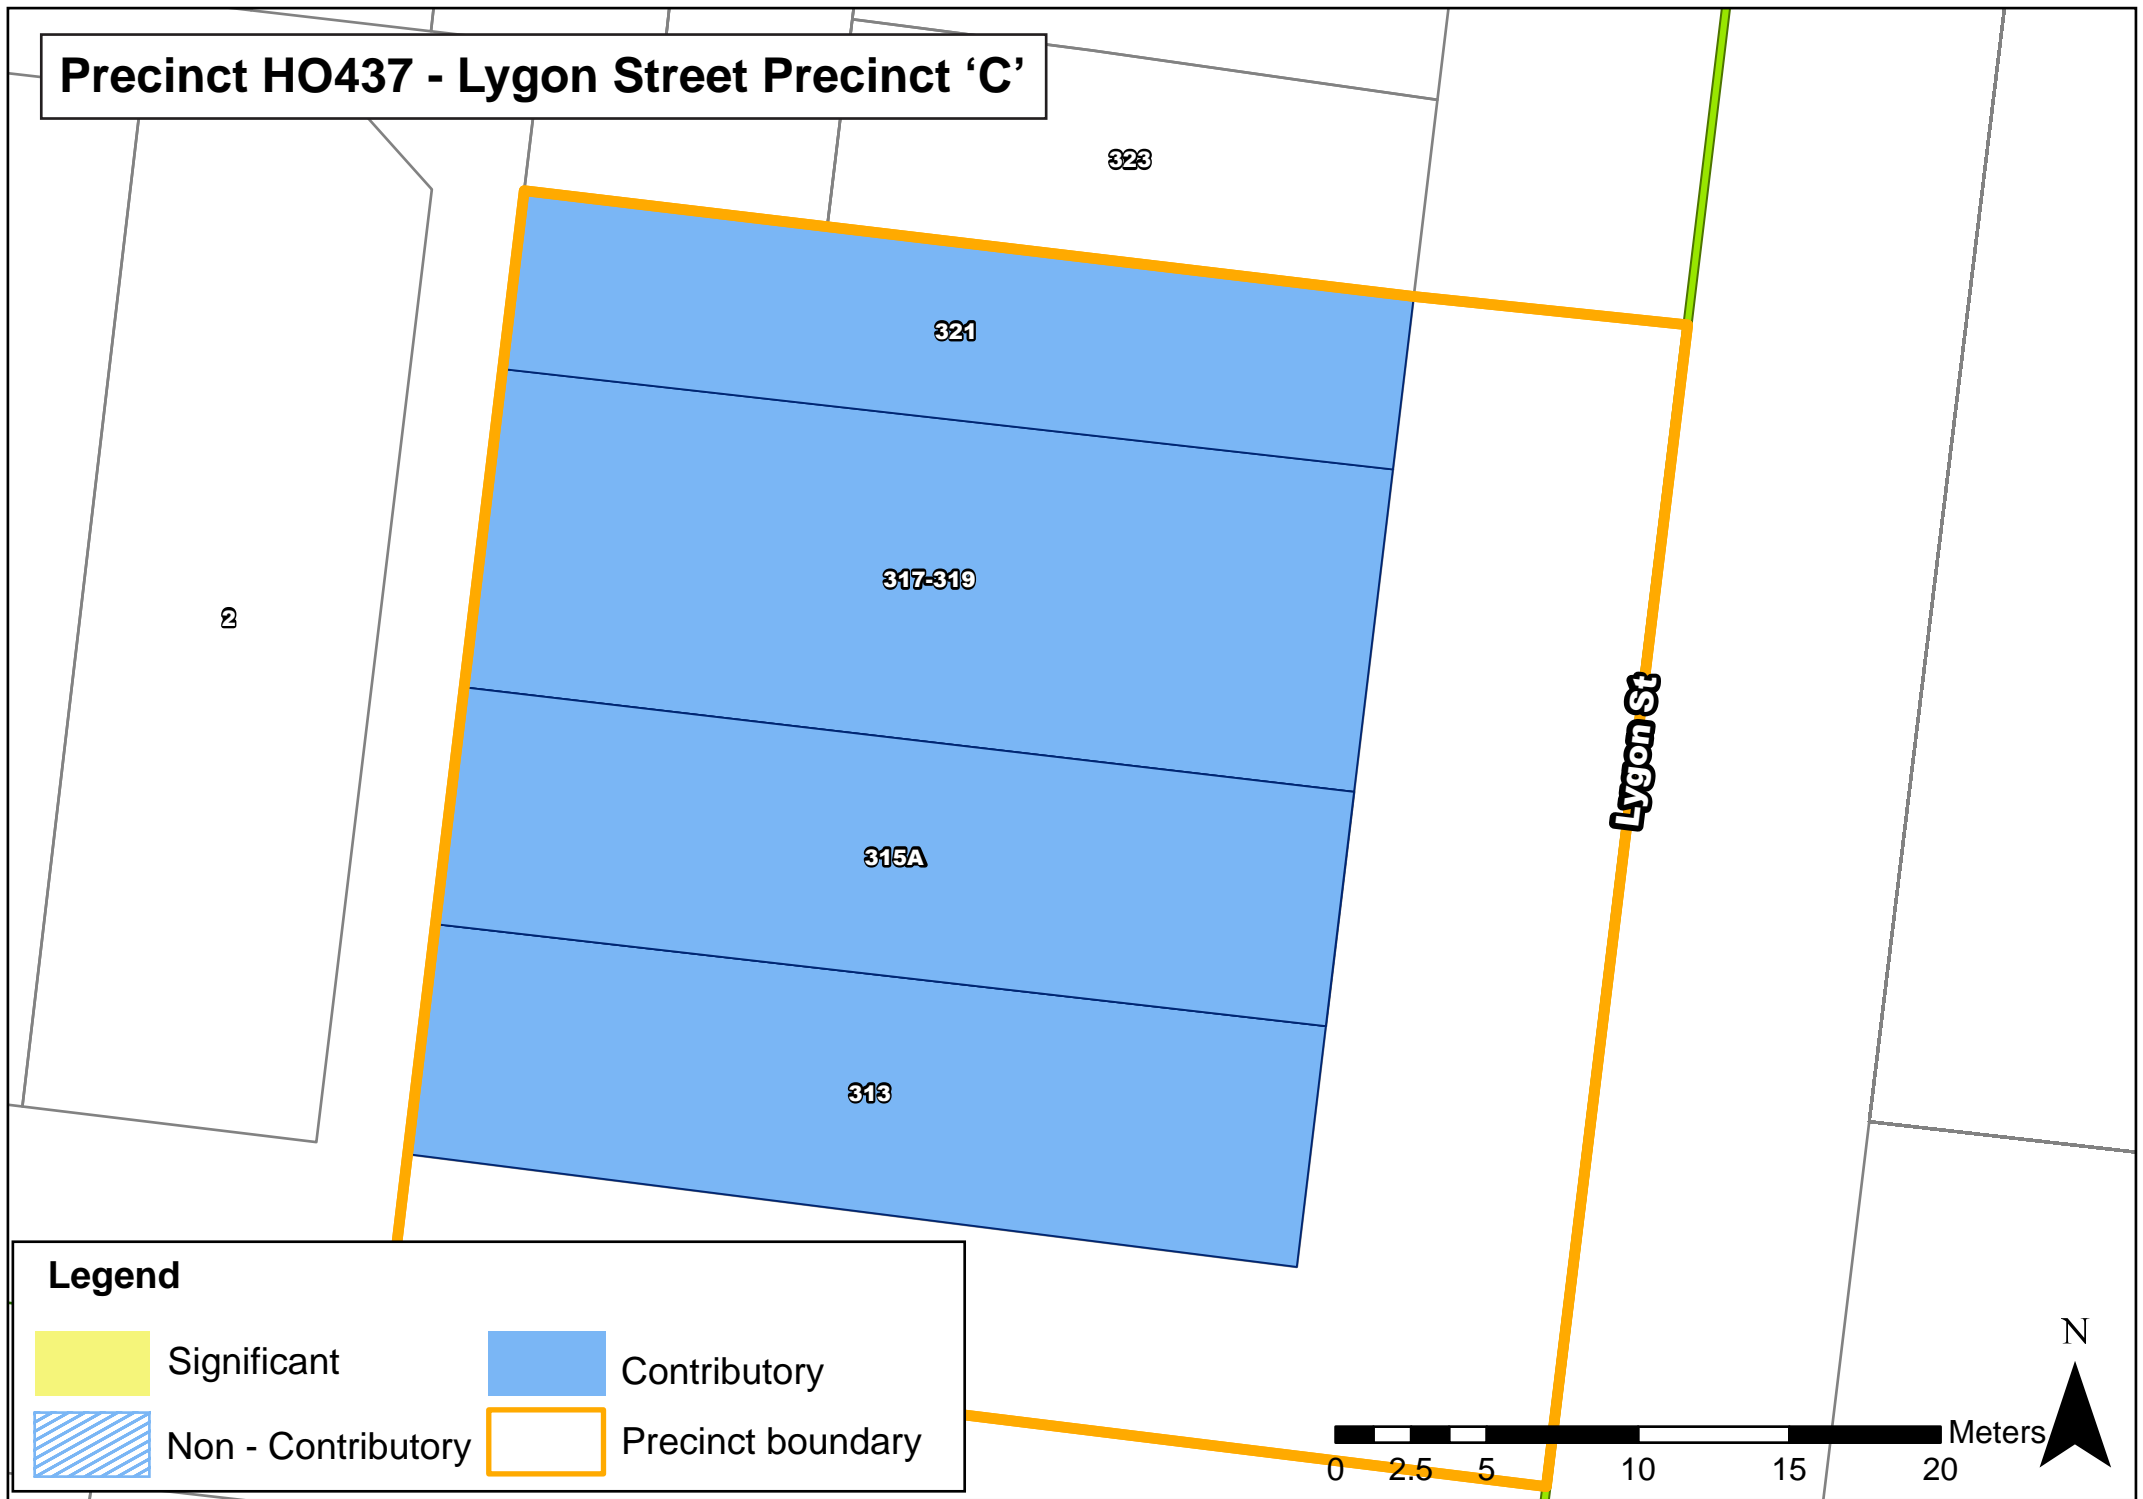 Precinct HO437 - Lygon Street Precinct ‘C’
323
321
317-319
2
Lygon St
315A
313
Legend
Significant
Contributory
Non - Contributory
Precinct boundary
N
Meters
0 2.5 5 10 15 20